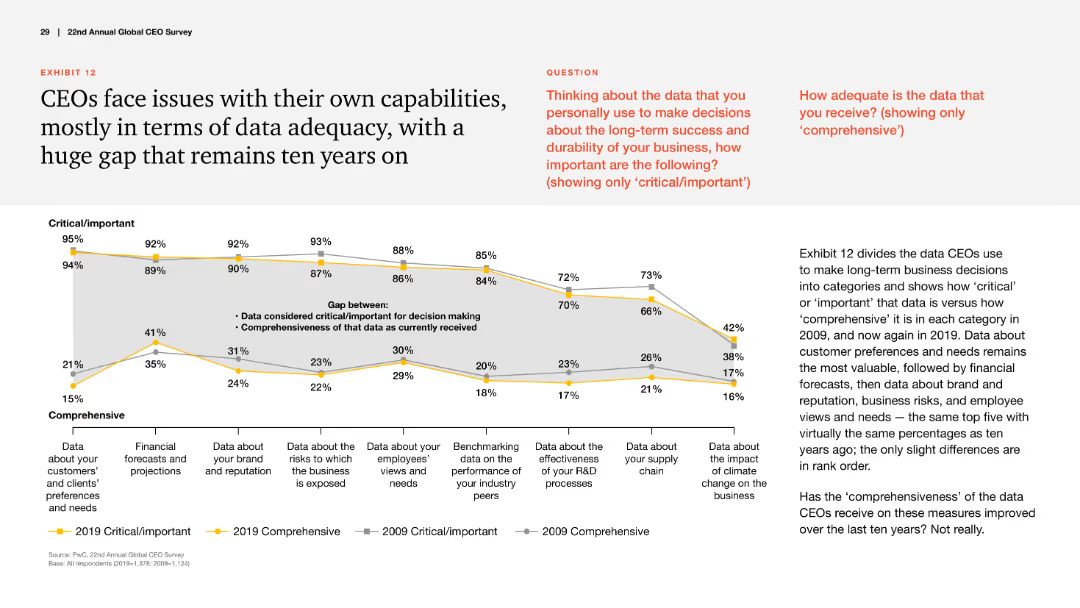 29 | 22nd Annual Global CEO Survey
EXHIBIT 12
CEOs face issues with their own capabilities,
mostly in terms of data adequacy, with a
huge gap that remains ten years on
QUESTION
Thinking about the data that you
personally use to make decisions
about the long-term success and
durability of your business, how
important are the following?
(showing only ‘critical/important’)
How adequate is the data that
you receive? (showing only
‘comprehensive’)
Critical/important
95% 92% 92% 93% 88% 85% 72% 73% 42%
94% 89% 90% 87% 86% 84% 70% 66% 38%
Gap between:
• Data considered critical/important for decision making
• Comprehensiveness of that data as currently received
21% 41% 31% 23% 30% 20% 23% 26% 17%
15% 35% 24% 22% 29% 18% 17% 21% 16%
Comprehensive
Data
about your
customers’
and clients’
preferences
and needs
Financial
forecasts and
projections
Data about
your brand
and reputation
Data about the
risks to which
the business
is exposed
Data about your
employees’
views and
needs
Benchmarking
data on the
performance of
your industry
peers
Data about the
effectiveness
of your R&D
processes
Data about
your supply
chain
Data about
the impact
of climate
change on the
business
2019 Critical/important 2019 Comprehensive 2009 Critical/important 2009 Comprehensive
Source: PwC, 22nd Annual Global CEO Survey
Base: All respondents (2019=1,378; 2009=1,124)
Exhibit 12 divides the data CEOs use
to make long-term business decisions
into categories and shows how ‘critical’
or ‘important’ that data is versus how
‘comprehensive’ it is in each category in
2009, and now again in 2019. Data about
customer preferences and needs remains
the most valuable, followed by financial
forecasts, then data about brand and
reputation, business risks, and employee
views and needs — the same top five with
virtually the same percentages as ten
years ago; the only slight differences are
in rank order.
Has the ‘comprehensiveness’ of the data
CEOs receive on these measures improved
over the last ten years? Not really.